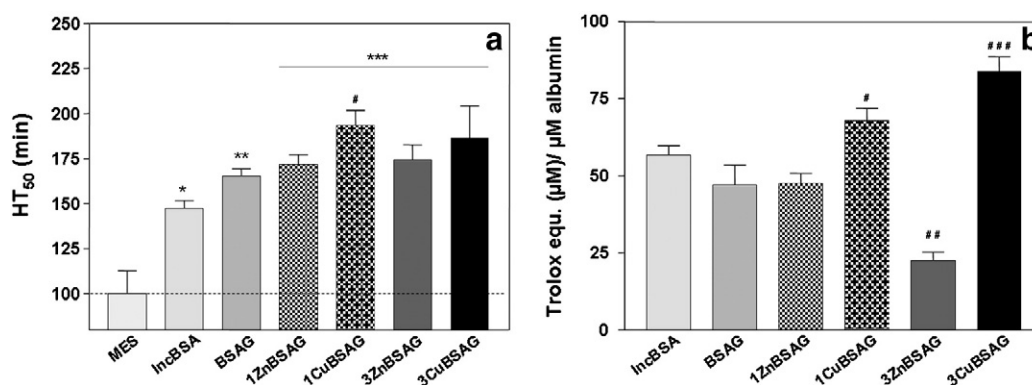 a
HT50 (min)
250
225
200
175
150
125
100
*
**
***
#
MES
IncBSA
BSAG
1ZnBSAG
1CuBSAG
3ZnBSAG
3CuBSAG
b
Trolox equ. (µM)/ µM albumin
100
75
50
25
0
#
##
###
IncBSA
BSAG
1ZnBSAG
1CuBSAG
3ZnBSAG
3CuBSAG